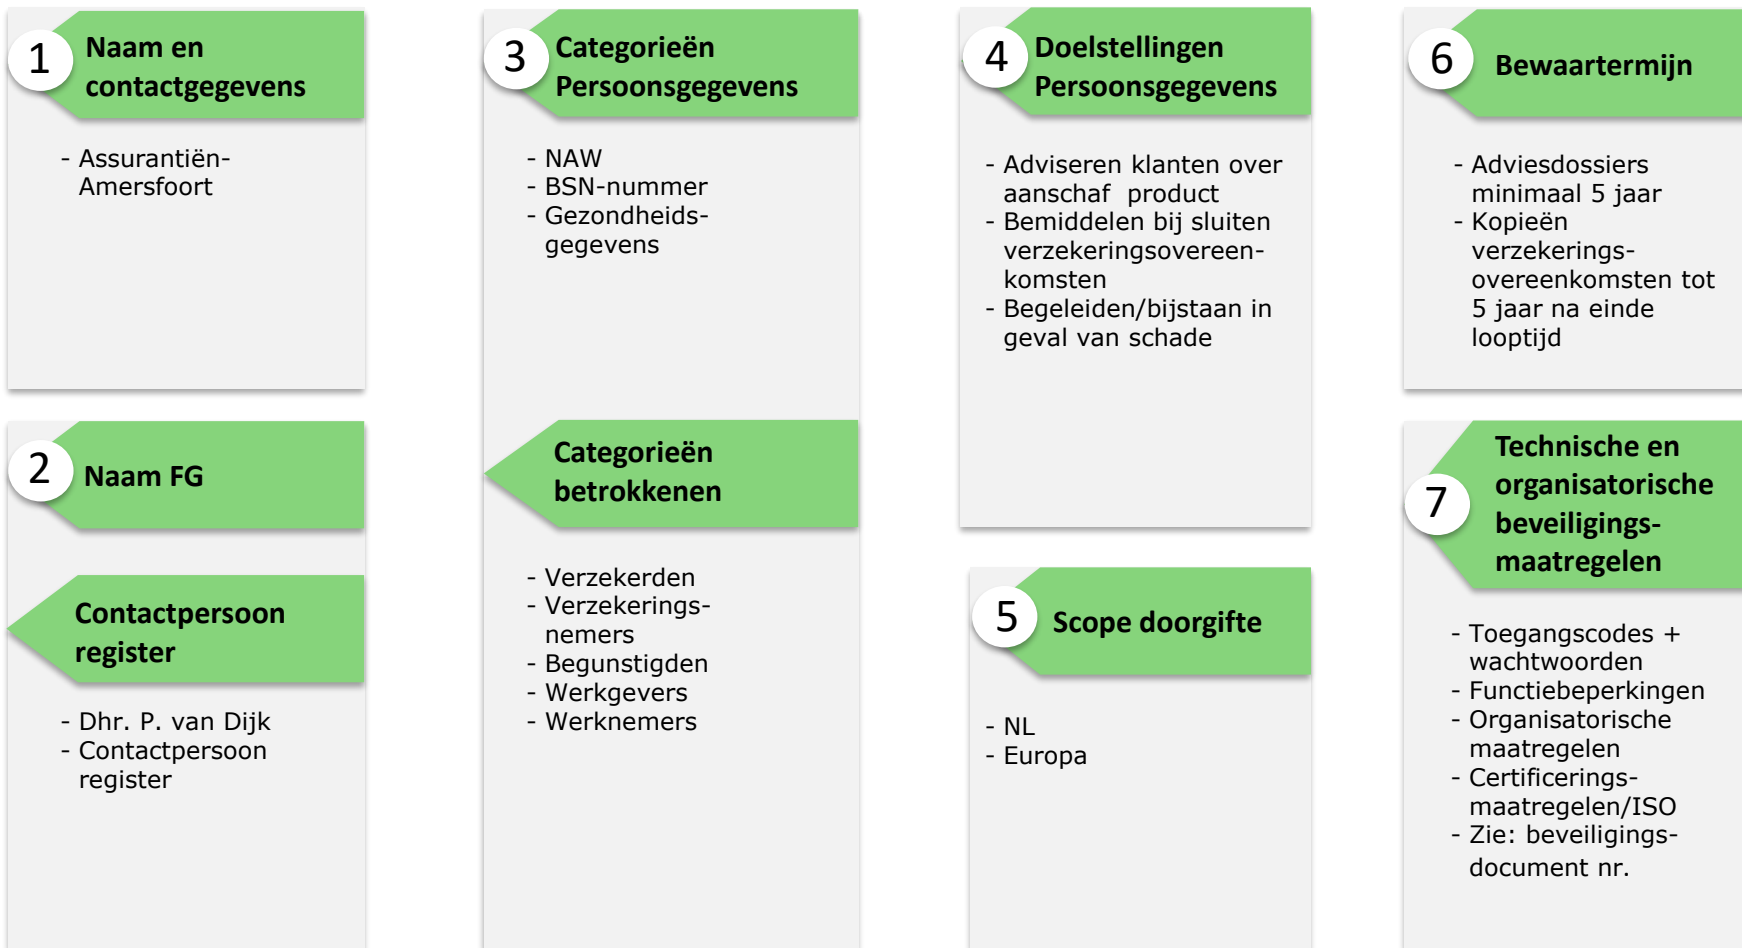 1
Naam en
contactgegevens
- Assurantiën-
Amersfoort
2
Naam FG
Contactpersoon
register
- Dhr. P. van Dijk
- Contactpersoon
register
3
Categorieën
Persoonsgegevens
- NAW
- BSN-nummer
- Gezondheids-
gegevens
Categorieën
betrokkenen
- Verzekerden
- Verzekerings-
nemers
- Begunstigden
- Werkgevers
- Werknemers
4
Doelstellingen
Persoonsgegevens
- Adviseren klanten over
aanschaf  product
- Bemiddelen bij sluiten
verzekeringsovereen-
komsten
- Begeleiden/bijstaan in
geval van schade
5
Scope doorgifte
- NL
- Europa
6
Bewaartermijn
- Adviesdossiers
minimaal 5 jaar
- Kopieën
verzekerings-
overeenkomsten tot
5 jaar na einde
looptijd
7
Technische en
organisatorische
beveiligings-
maatregelen
- Toegangscodes +
wachtwoorden
- Functiebeperkingen
- Organisatorische
maatregelen
- Certificerings-
maatregelen/ISO
- Zie: beveiligings-
document nr.